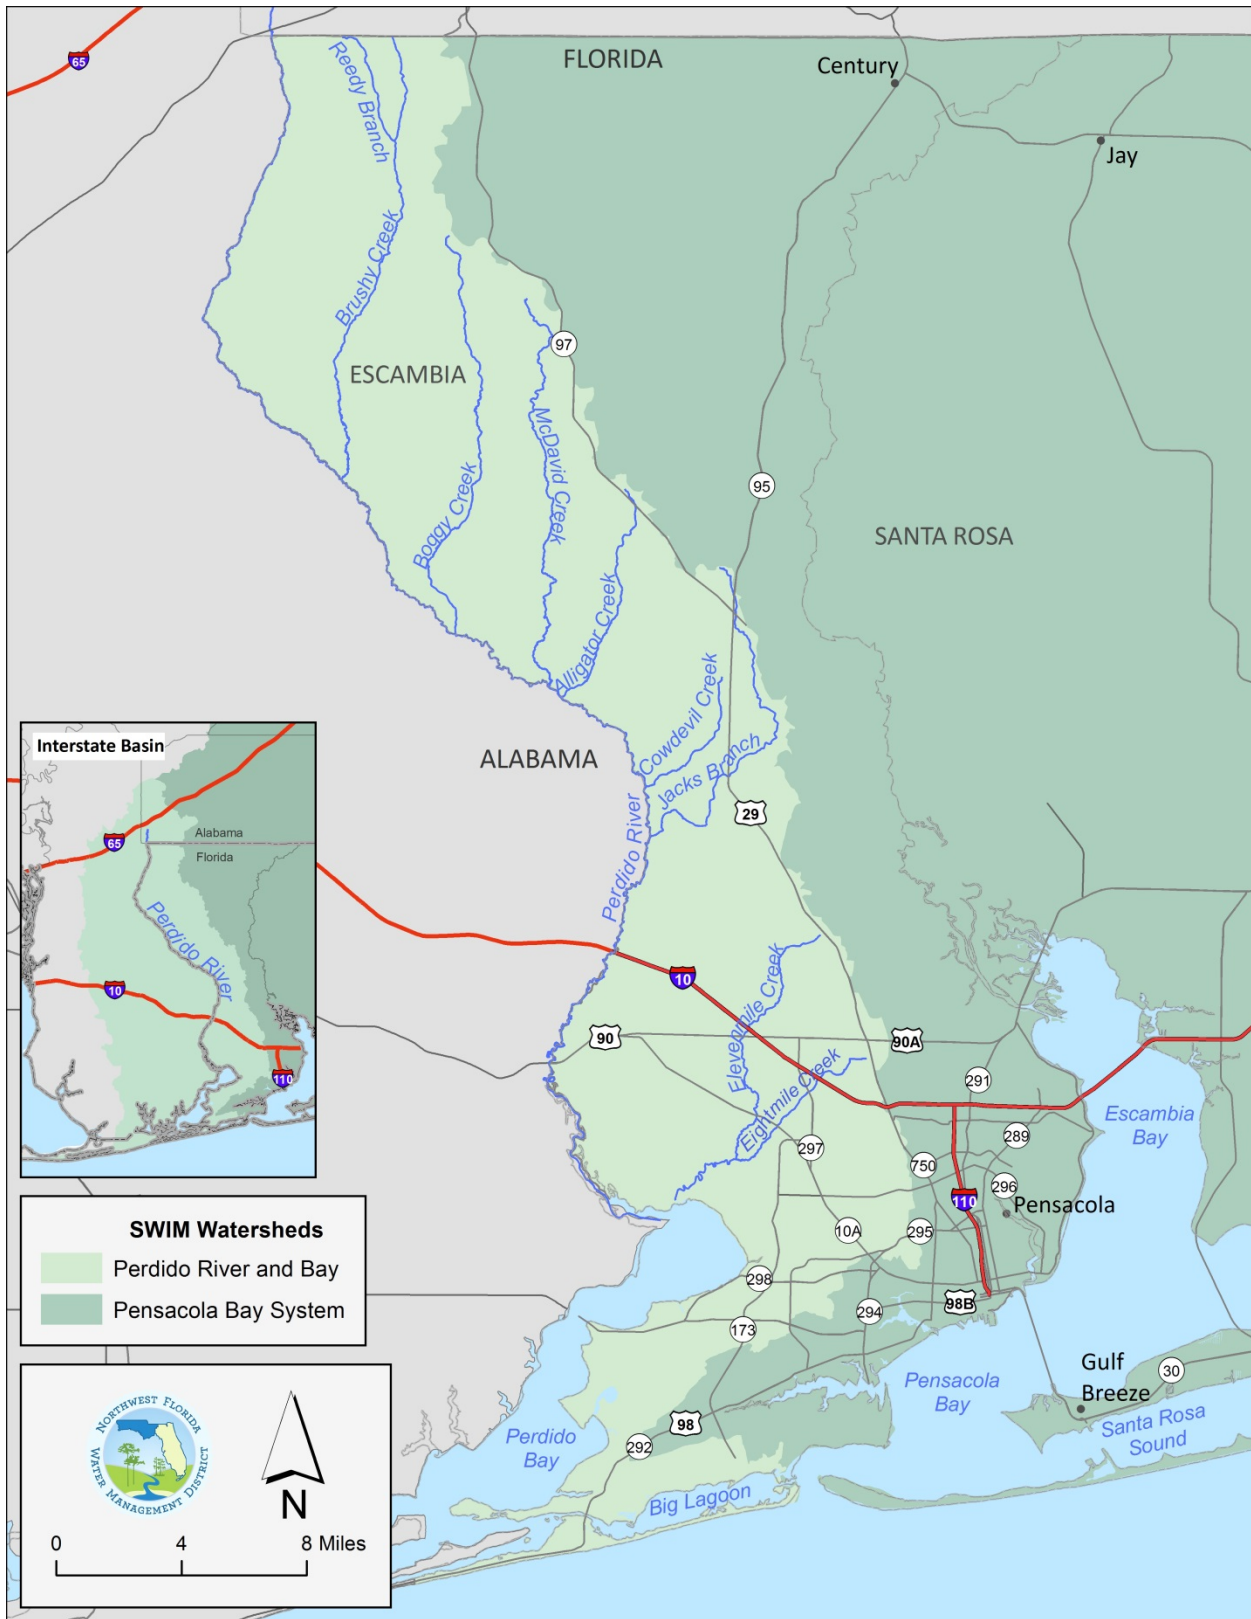 65
FLORIDA
Century
Jay
Reedy Branch
Brushy Creek
97
ESCAMBIA
McDavid Creek
Boggy Creek
95
SANTA ROSA
Alligator Creek
Cowdevil Creek
Jacks Branch
ALABAMA
29
Perdido River
10
Elevenmile Creek
90
90A
Eightmile Creek
291
Escambia
Bay
289
297
750
296
110
Pensacola
10A
295
298
294
98B
173
Gulf
Breeze
30
Pensacola
Bay
Santa Rosa
Sound
98
292
Perdido
Bay
Big Lagoon
Interstate Basin
65
Alabama
Florida
Perdido River
10
110
SWIM Watersheds
Perdido River and Bay
Pensacola Bay System
NORTHWEST FLORIDA
WATER MANAGEMENT DISTRICT
N
0 4 8 Miles